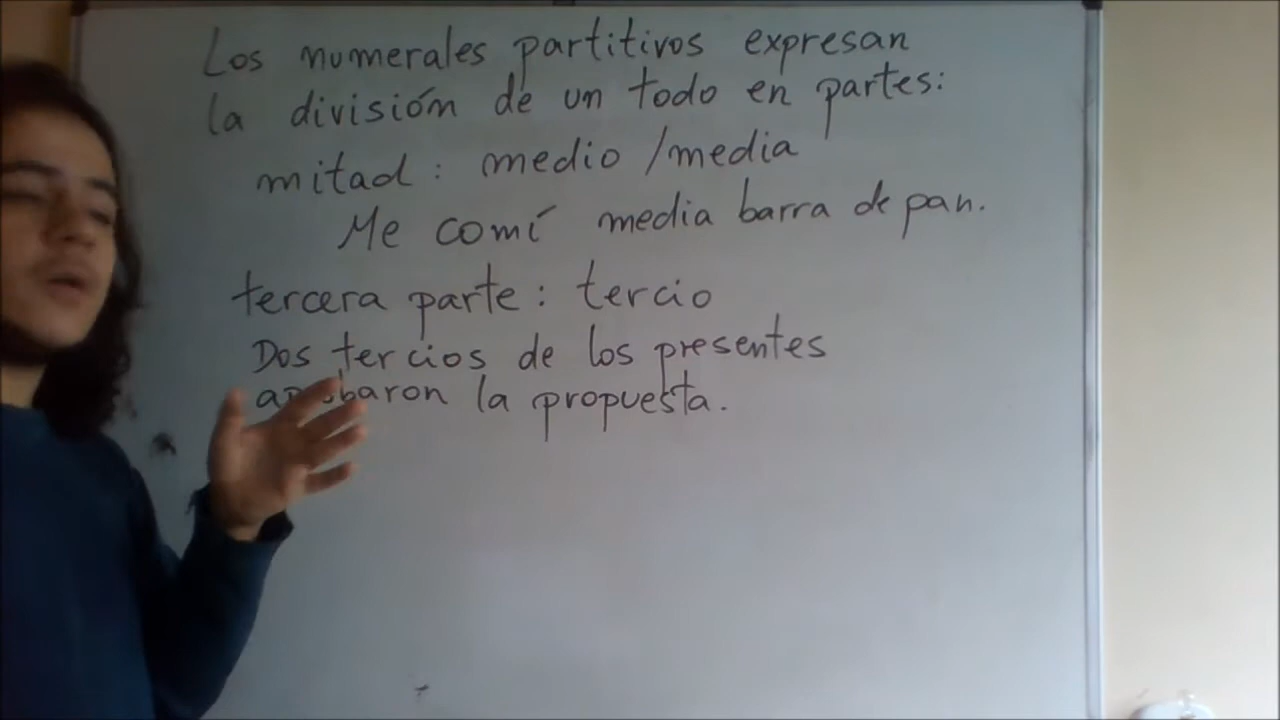 Los numerales partitivos expresan
la división de un todo en partes:
mitad: medio / media
Me comí media barra de pan.
tercera parte: tercio
Dos tercios de los presentes
aprobaron la propuesta.